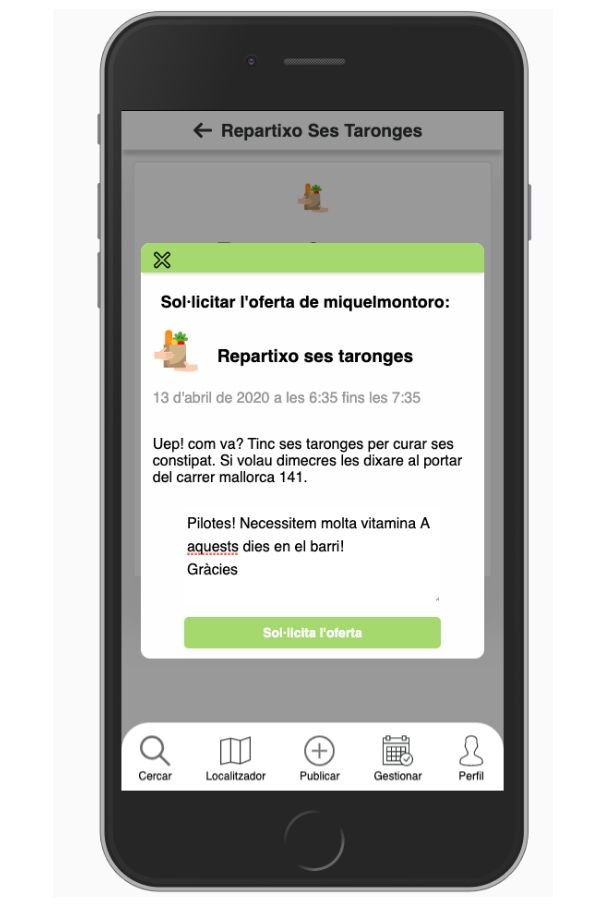 Repartixo Ses Taronges
Sol·licitar l'oferta de miquelmontoro:
Repartixo ses taronges
13 d'abril de 2020 a les 6:35 fins les 7:35
Uep! com va? Tinc ses taronges per curar ses
constipat. Si volau dimecres les dixare al portar
del carrer mallorca 141.
Pilotes! Necessitem molta vitamina A
aquests dies en el barri!
Gràcies
Sol·licita l'oferta
Cercar
Localitzador
Publicar
Gestionar
Perfil